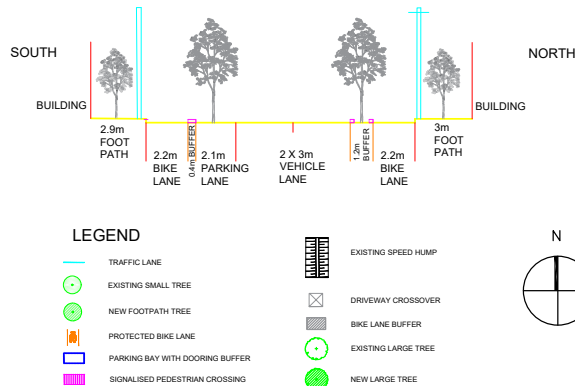 SOUTH
NORTH
BUILDING
BUILDING
2.9m
FOOT
PATH
2.2m
BIKE
LANE
0.4m BUFFER
2.1m
PARKING
LANE
2 X 3m
VEHICLE
LANE
1.2m
BUFFER
2.2m
BIKE
LANE
3m
FOOT
PATH
LEGEND
TRAFFIC LANE
EXISTING SMALL TREE
NEW FOOTPATH TREE
PROTECTED BIKE LANE
PARKING BAY WITH DOORING BUFFER
SIGNALISED PEDESTRIAN CROSSING
EXISTING SPEED HUMP
DRIVEWAY CROSSOVER
BIKE LANE BUFFER
EXISTING LARGE TREE
NEW LARGE TREE
N